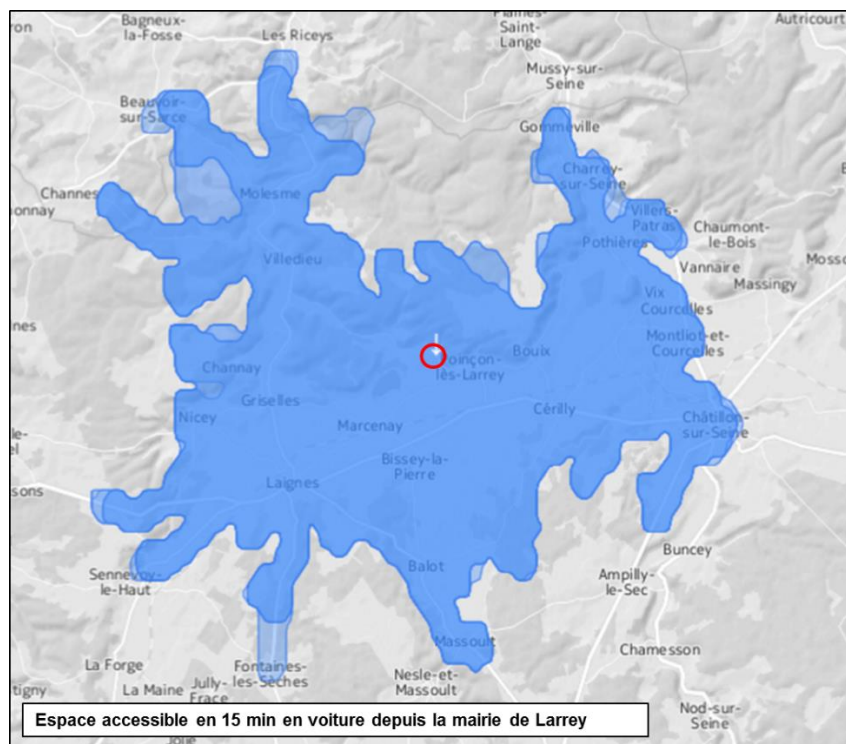 Bagneux-
la-Fosse
Les Riceys
Plaines-
Saint-
Lange
Autricourt
Mussy-sur-
Seine
Beauvoir-
sur-Sarce
Gomméville
Charrey-
sur-Seine
Channes
Molesme
Villers-
Patras
Chaumont-
le-Bois
Pothières
Villedieu
Vannaire
Massingy
Vix
Courcelles
Montliot-et-
Courcelles
Bouix
Poinçon-
lès-Larrey
Channay
Griselles
Nicey
Cérilly
Châtillon-
sur-Seine
Marcenay
Bissey-la-
Pierre
Laignes
Buncey
Balot
Sennevoy-
le-Haut
Ampilly-
le-Sec
Massoult
Chamesson
La Forge
Fontaines-
les-Sèches
Nesle-et-
Massoult
La Maine
Jully-
Nod-sur-
Seine
Espace accessible en 15 min en voiture depuis la mairie de Larrey